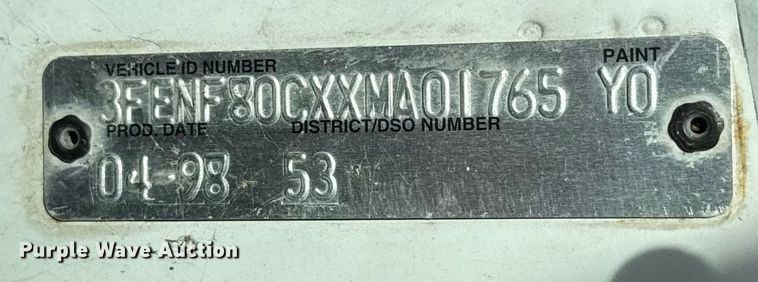 VEHICLE ID NUMBER PAINT
3FENF80CXXMA01765 YO
PROD. DATE DISTRICT/DSO NUMBER
04-98 53
Purple Wave Auction